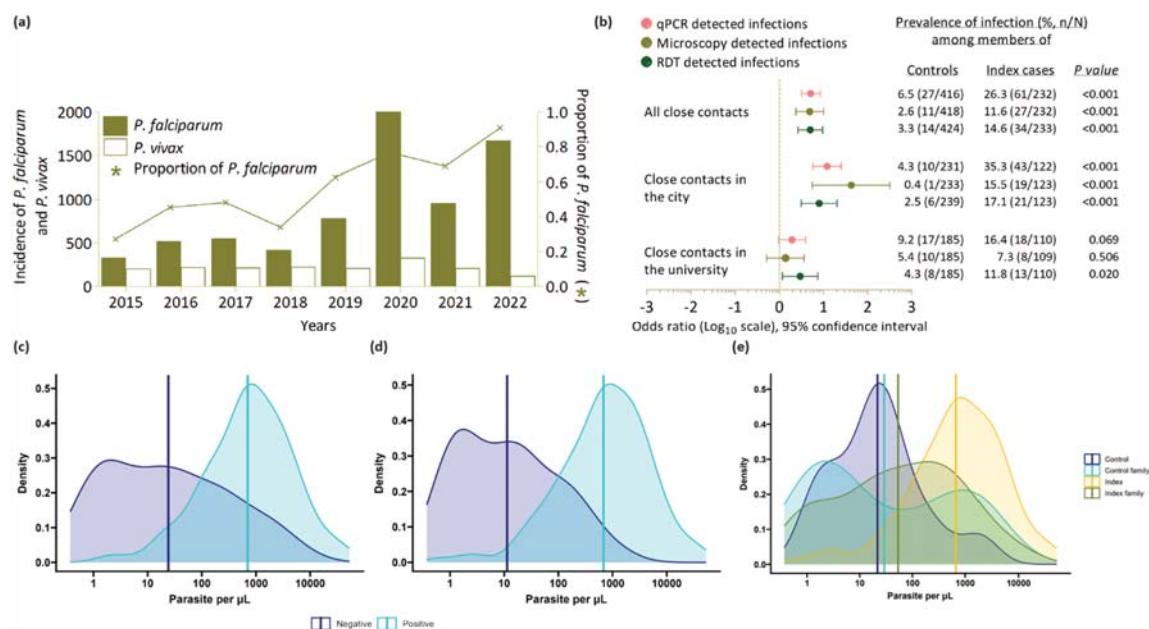 (a)
Incidence of P. falciparum
and P. vivax
2000
1500
1000
500
0
P. falciparum
P. vivax
Proportion of P. falciparum
1.0
0.8
0.6
0.4
0.2
0.0
Proportion of
P. falciparum (*)
2015 2016 2017 2018 2019 2020 2021 2022
Years
(b)
qPCR detected infections
Microscopy detected infections
RDT detected infections
Prevalence of infection (%, n/N)
among members of
Controls Index cases P value
All close contacts
6.5 (27/416) 26.3 (61/232) <0.001
2.6 (11/418) 11.6 (27/232) <0.001
3.3 (14/424) 14.6 (34/233) <0.001
Close contacts in
the city
4.3 (10/231) 35.3 (43/122) <0.001
0.4 (1/233) 15.5 (19/123) <0.001
2.5 (6/239) 17.1 (21/123) <0.001
Close contacts in
the university
9.2 (17/185) 16.4 (18/110) 0.069
5.4 (10/185) 7.3 (8/109) 0.506
4.3 (8/185) 11.8 (13/110) 0.020
-3 -2 -1 0 1 2 3
Odds ratio (Log10 scale), 95% confidence interval
(c)
Density
0.5
0.4
0.3
0.2
0.1
0.0
1 10 100 1000 10000
Parasite per µL
(d)
Density
0.5
0.4
0.3
0.2
0.1
0.0
1 10 100 1000 10000
Parasite per µL
Negative Positive
(e)
Density
0.5
0.4
0.3
0.2
0.1
0.0
1 10 100 1000 10000
Parasite per µL
Control
Control family
Index
Index family